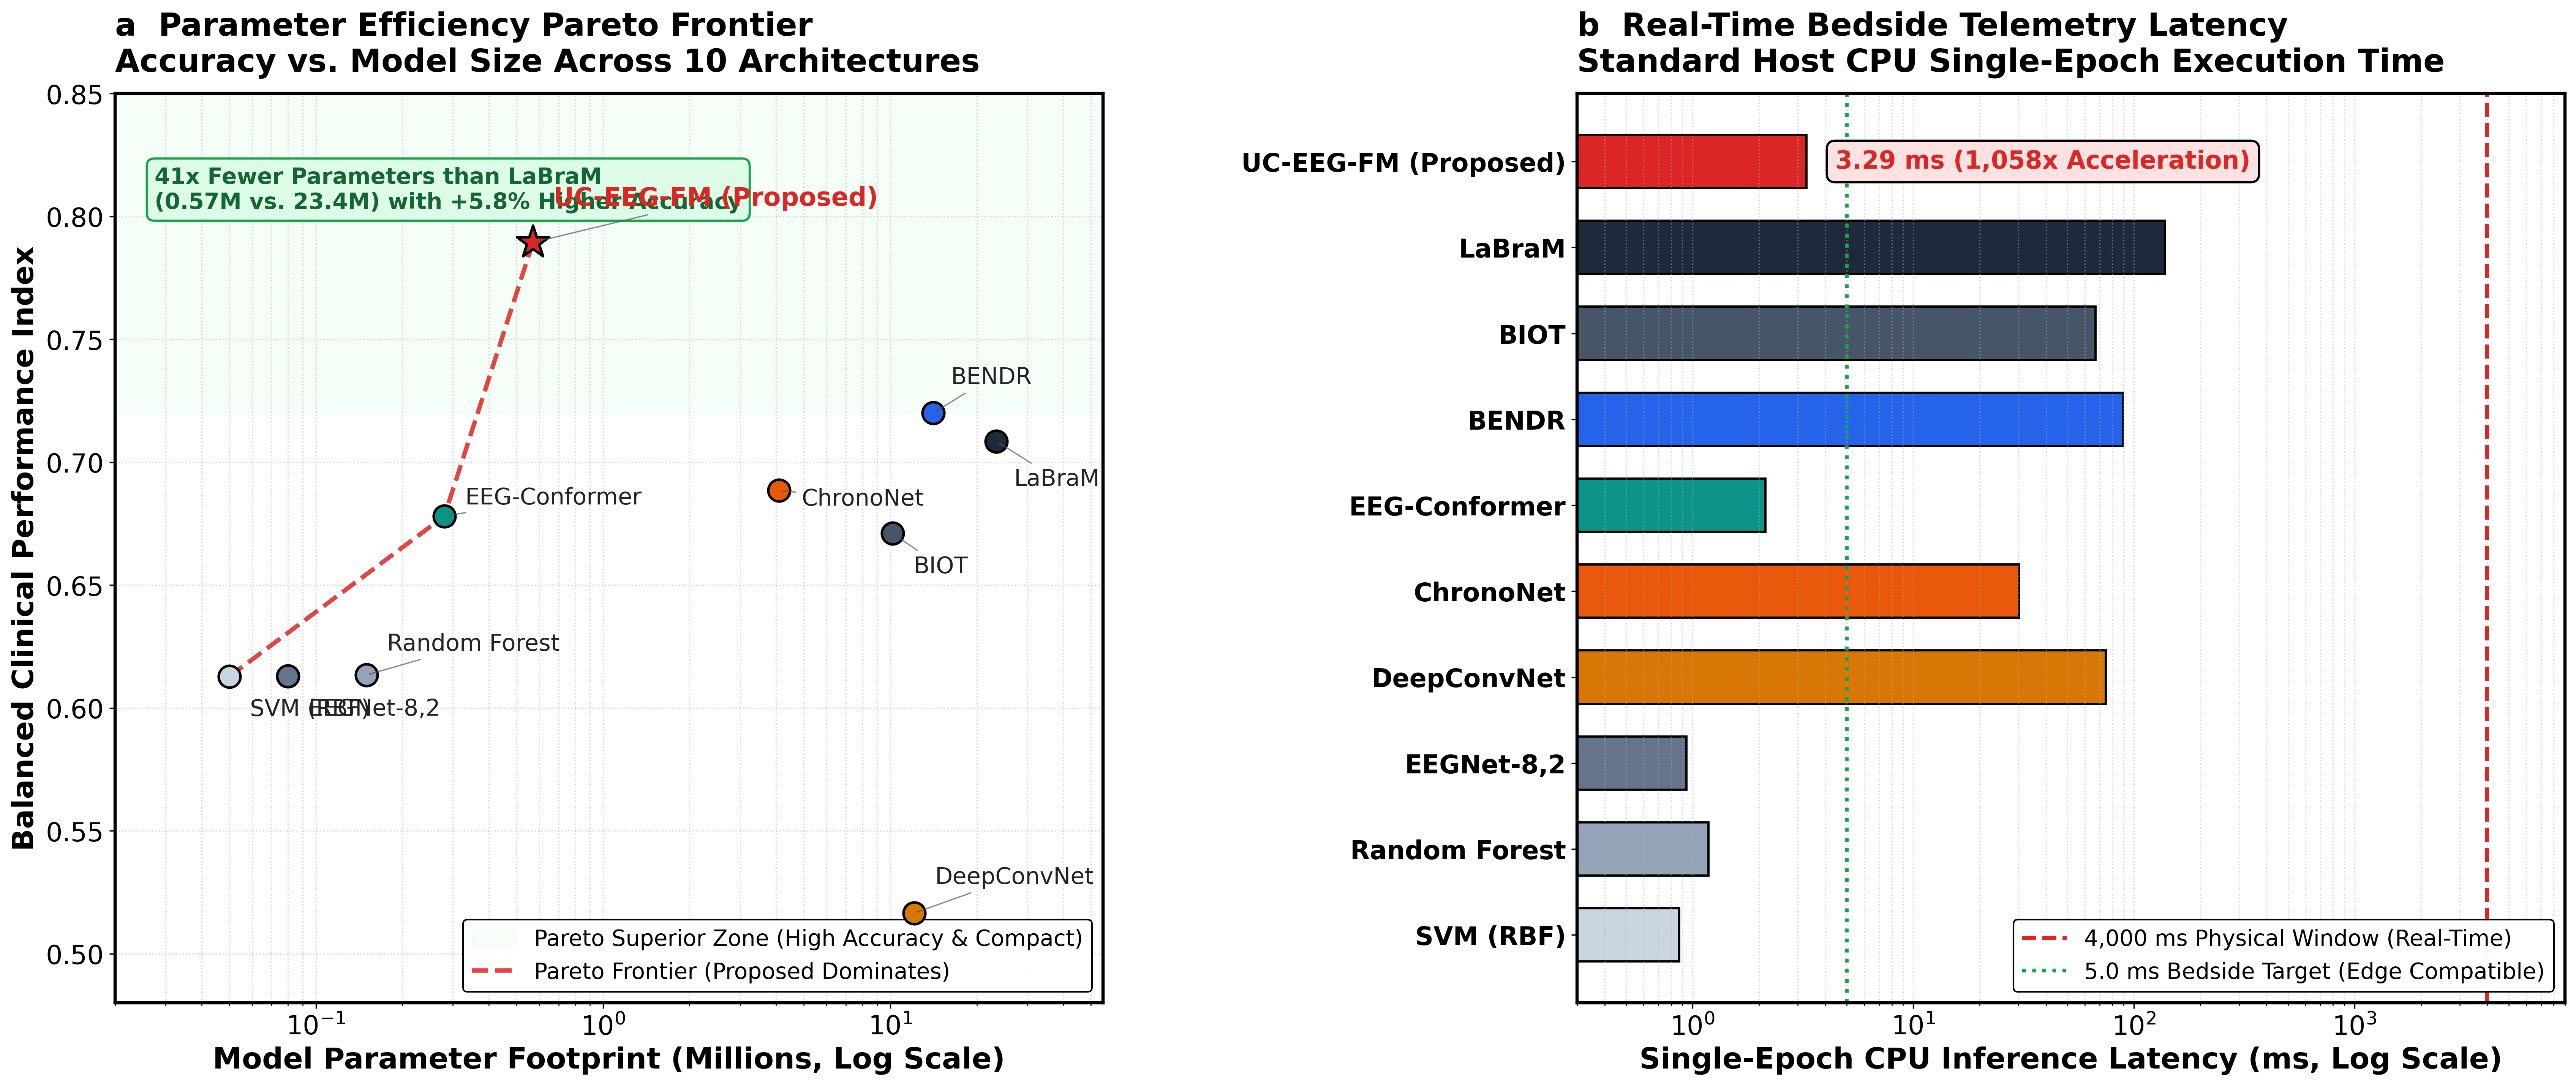 a  Parameter Efficiency Pareto Frontier
Accuracy vs. Model Size Across 10 Architectures
Balanced Clinical Performance Index
0.85
0.80
0.75
0.70
0.65
0.60
0.55
0.50
41x Fewer Parameters than LaBraM
(0.57M vs. 23.4M) with +5.8% Higher Accuracy
UC-EEG-FM (Proposed)
BENDR
LaBraM
EEG-Conformer
ChronoNet
BIOT
Random Forest
SVM (RBF)
EEGNet-8,2
DeepConvNet
Pareto Superior Zone (High Accuracy & Compact)
Pareto Frontier (Proposed Dominates)
10⁻¹
10⁰
10¹
Model Parameter Footprint (Millions, Log Scale)
b  Real-Time Bedside Telemetry Latency
Standard Host CPU Single-Epoch Execution Time
UC-EEG-FM (Proposed)
3.29 ms (1,058x Acceleration)
LaBraM
BIOT
BENDR
EEG-Conformer
ChronoNet
DeepConvNet
EEGNet-8,2
Random Forest
SVM (RBF)
4,000 ms Physical Window (Real-Time)
5.0 ms Bedside Target (Edge Compatible)
10⁰
10¹
10²
10³
Single-Epoch CPU Inference Latency (ms, Log Scale)